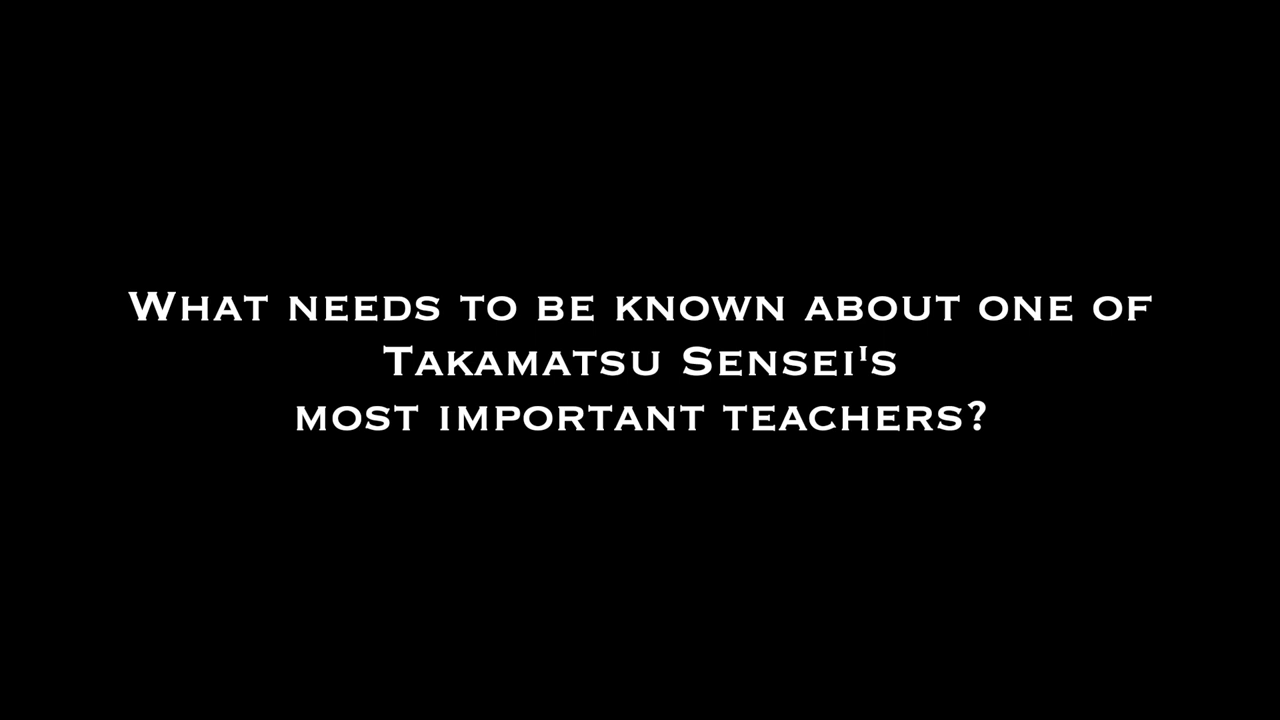 What needs to be known about one of
Takamatsu Sensei's
most important teachers?